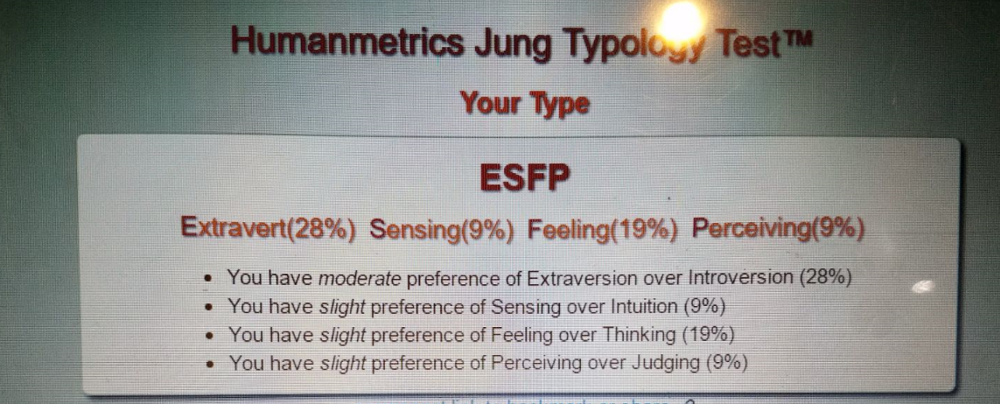 Humanmetrics Jung Typology Test™
Your Type
ESFP
Extravert(28%) Sensing(9%) Feeling(19%) Perceiving(9%)
• You have moderate preference of Extraversion over Introversion (28%)
• You have slight preference of Sensing over Intuition (9%)
• You have slight preference of Feeling over Thinking (19%)
• You have slight preference of Perceiving over Judging (9%)